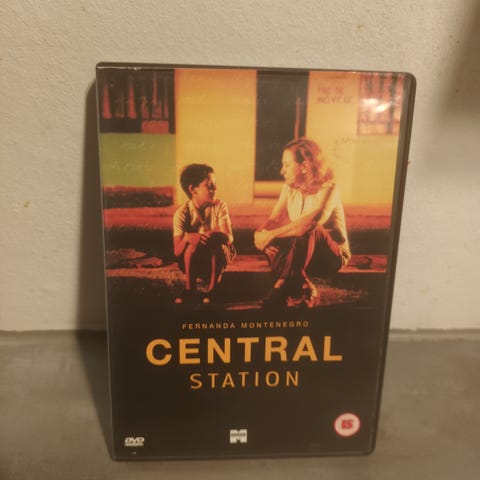 FERNANDA MONTENEGRO
CENTRAL
STATION
DVD
15